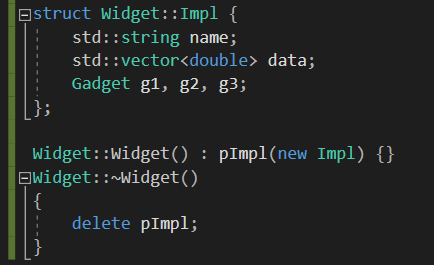 struct Widget::Impl {
    std::string name;
    std::vector<double> data;
    Gadget g1, g2, g3;
};

Widget::Widget() : pImpl(new Impl) {}
Widget::~Widget()
{
    delete pImpl;
}